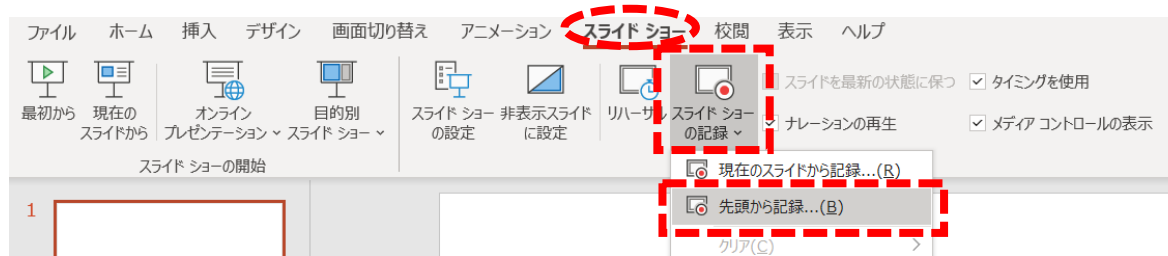 ファイル ホーム 挿入 デザイン 画面切り替え アニメーション スライド ショー 校閲 表示 ヘルプ
最初から 現在の
スライドから オンライン
プレゼンテーション 目的別
スライド ショー スライド ショー
の設定 非表示スライド
に設定 リハーサル スライド ショー
の記録
スライドを最新の状態に保つ タイミングを使用
ナレーションの再生 メディア コントロールの表示
スライド ショーの開始
現在のスライドから記録...(R)
先頭から記録...(B)
クリア(C)
1